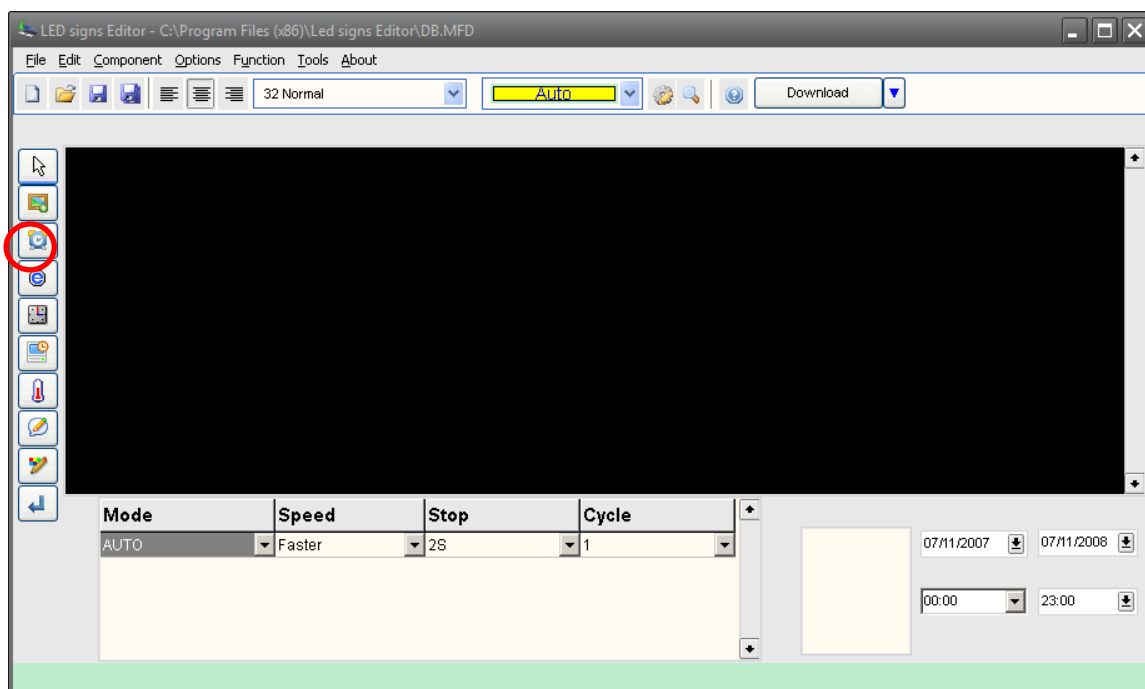 LED signs Editor - C:\Program Files (x86)\Led signs Editor\DB.MFD
File Edit Component Options Function Tools About
32 Normal Auto Download
Mode Speed Stop Cycle
AUTO Faster 2S 1
07/11/2007 07/11/2008
00:00 23:00